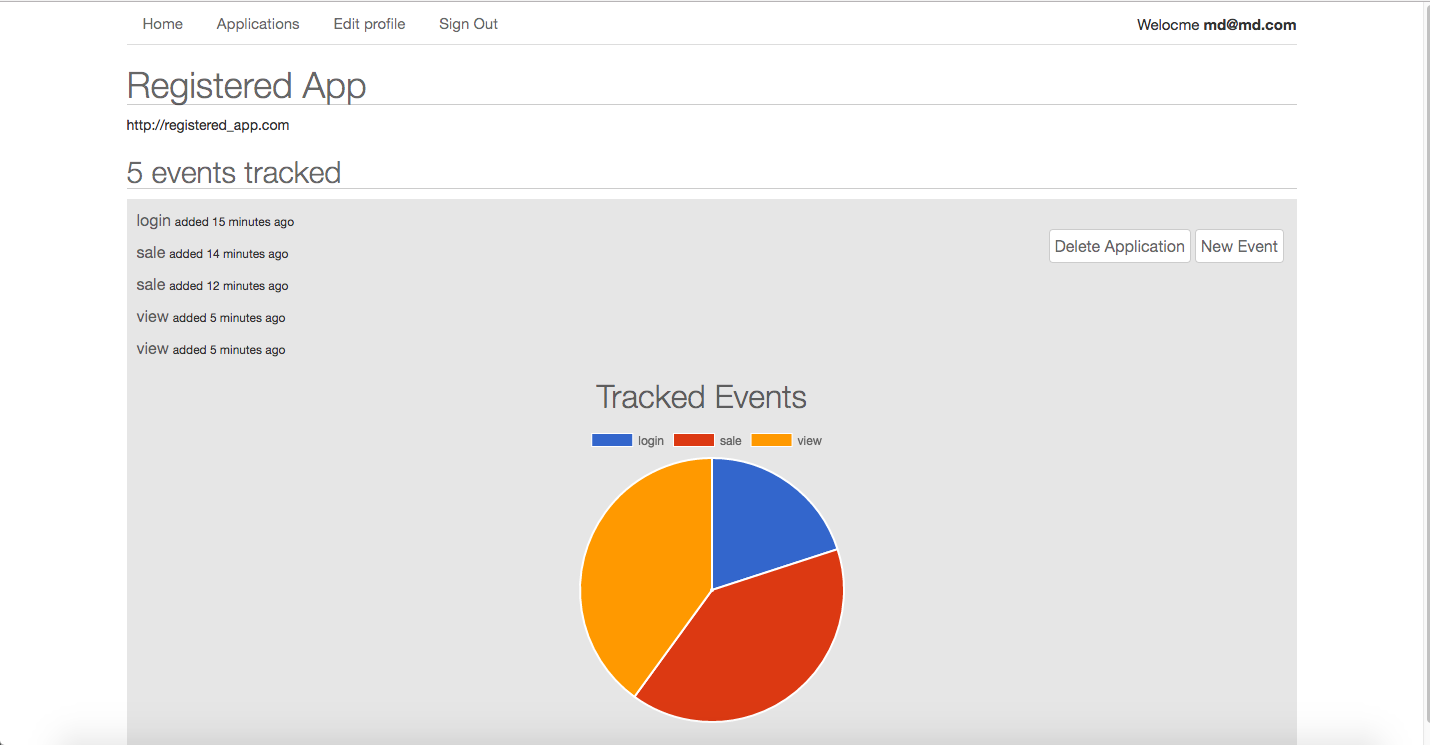 Home Applications Edit profile Sign Out Welocme md@md.com
Registered App
http://registered_app.com
5 events tracked
login added 15 minutes ago
Delete Application New Event
sale added 14 minutes ago
sale added 12 minutes ago
view added 5 minutes ago
view added 5 minutes ago
Tracked Events
login sale view